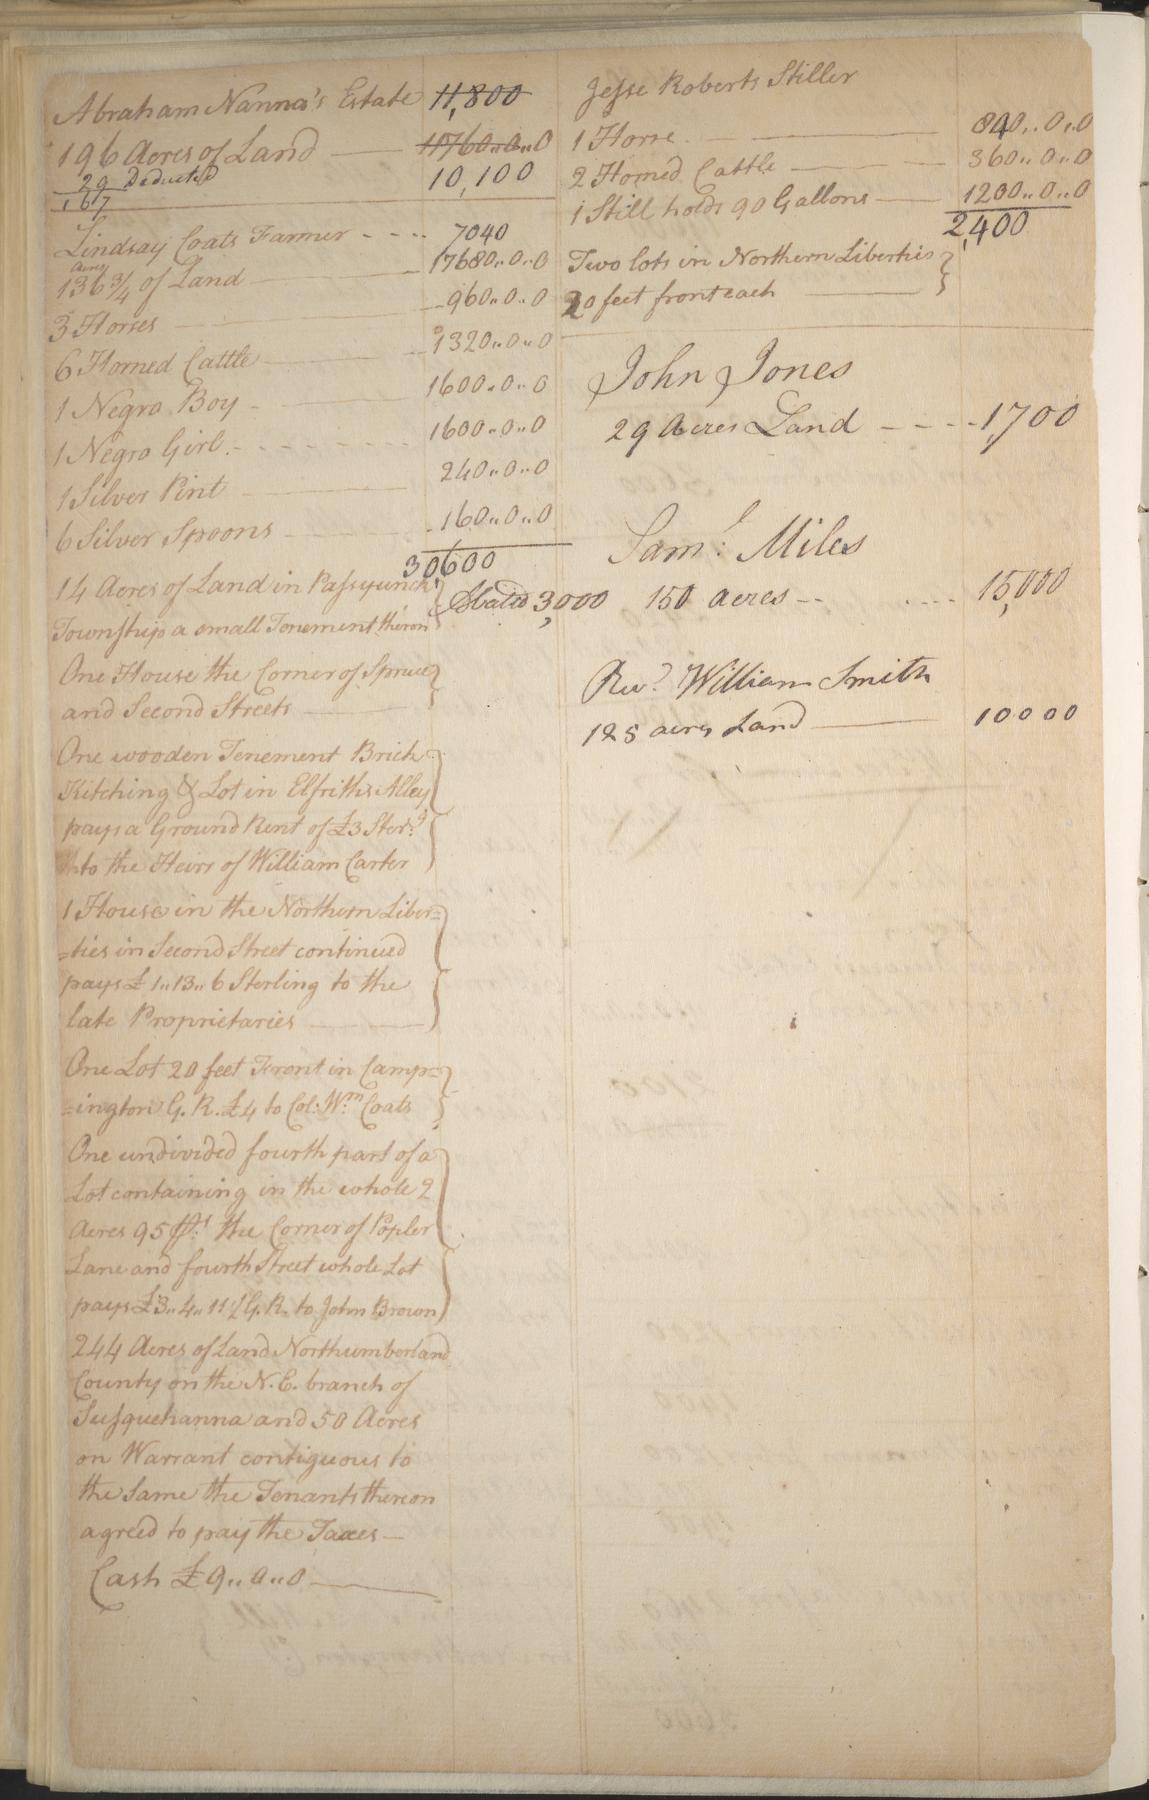 Abraham Nanna's Estate 11,800
196 Acres of Land 11760..0..0
29 Deducted 10,100
167
Lindsay Coats Farmer 7040
136 3/4 Acres of Land 17680..0..0
3 Horses 960..0..0
6 Horned Cattle 1320..0..0
1 Negro Boy 1600..0..0
1 Negro Girl 1600..0..0
1 Silver Pint 240..0..0
6 Silver Spoons 160..0..0
30600
14 Acres of Land in Passyunck
Township a small Tenement theron
Abated 3,000
One House the Corner of Spruce
and Second Streets
One wooden Tenement Brick
Kitching & Lot in Elfriths Alley
pays a Ground Rent of £3 Sterg
to the Heirs of William Carter
1 House in the Northern Liber=
=ties in Second Street continued
pays £1..13..6 Sterling to the
late Proprietaries
One Lot 20 feet Front in Camp=
=ington G. R. £4 to Col: Wm Coats
One undivided fourth part of a
Lot containing in the whole 2
Acres 95 the Corner of Popler
Lane and fourth Street whole Lot
pays £3..4..11 G. R. to John Brown
244 Acres of Land Northumberland
County on the N. E. branch of
Susquehanna and 50 Acres
on Warrant contiguous to
the Same the Tenants thereon
agreed to pay the Taxes
Cash £9..0..0
Jesse Roberts Stiller
1 Horse 840..0..0
2 Horned Cattle 360..0..0
1 Still holds 90 Gallons 1200..0..0
2,400
Two lots in Northern Liberties
20 feet front each
John Jones
29 Acres Land 1,700
Saml: Miles
150 acres 15,000
Revd William Smith
125 acres Land 10000